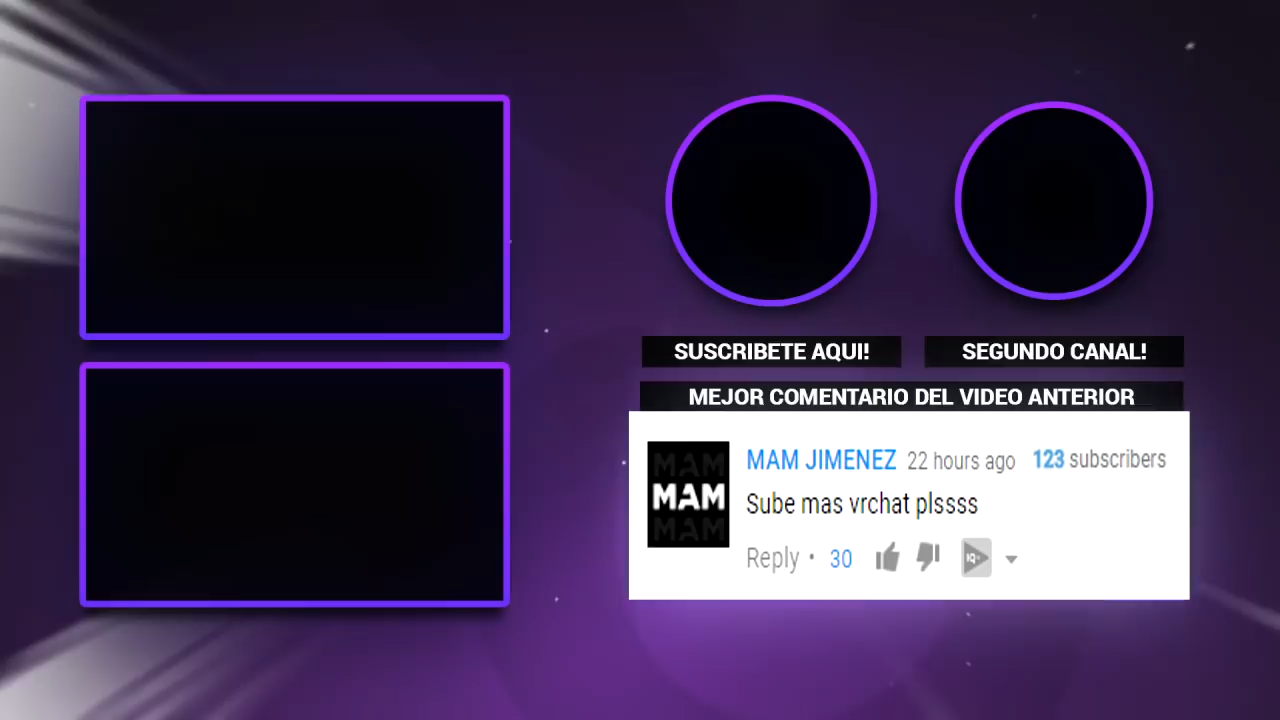 SUSCRIBETE AQUI!
SEGUNDO CANAL!
MEJOR COMENTARIO DEL VIDEO ANTERIOR
MAM
MAM
MAM
MAM JIMENEZ 22 hours ago 123 subscribers
Sube mas vrchat plssss
Reply • 30
IQ+